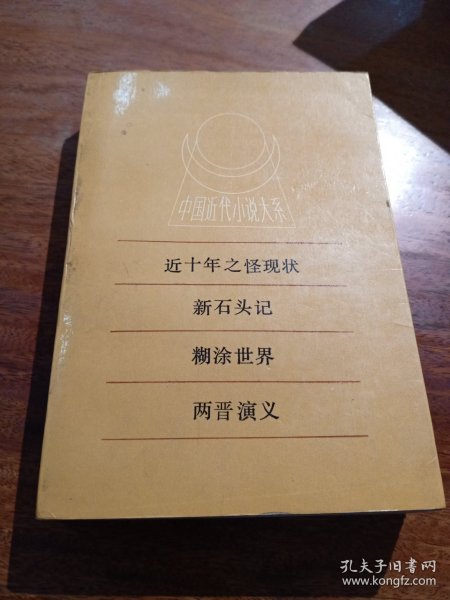 中国近代小说大系
近十年之怪现状
新石头记
糊涂世界
两晋演义
孔夫子旧书网
www.kongfz.com